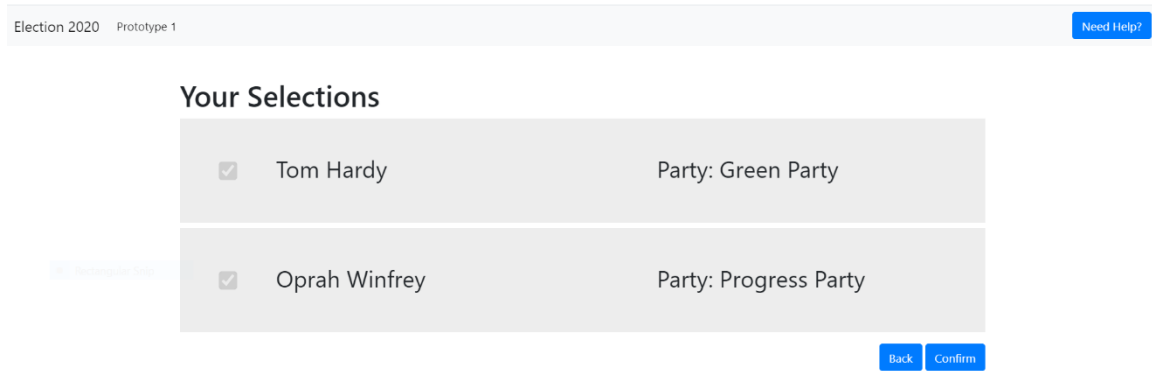 Election 2020 Prototype 1 Need Help?
Your Selections
Tom Hardy Party: Green Party
Oprah Winfrey Party: Progress Party
Back Confirm